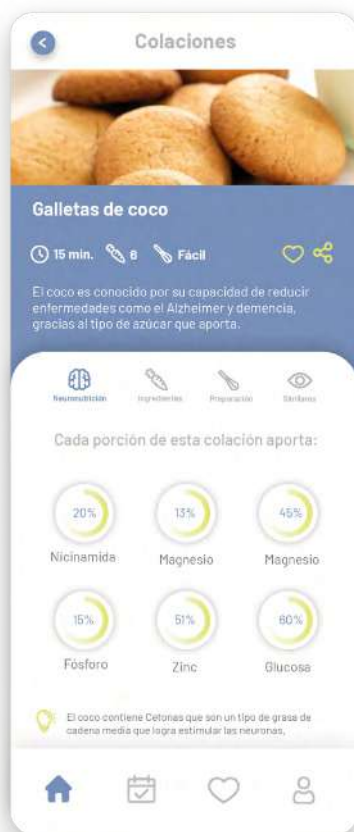 Colaciones
Galletas de coco
15 min. 6 Fácil
El coco es conocido por su capacidad de reducir
enfermedades como el Alzheimer y demencia,
gracias al tipo de azúcar que aporta.
Neuronutrición Ingredientes Preparación Similares
Cada porción de esta colación aporta:
20% 13% 45%
Nicinamida Magnesio Magnesio
15% 51% 60%
Fósforo Zinc Glucosa
El coco contiene Cetonas que son un tipo de grasa de
cadena media que logra estimular las neuronas,